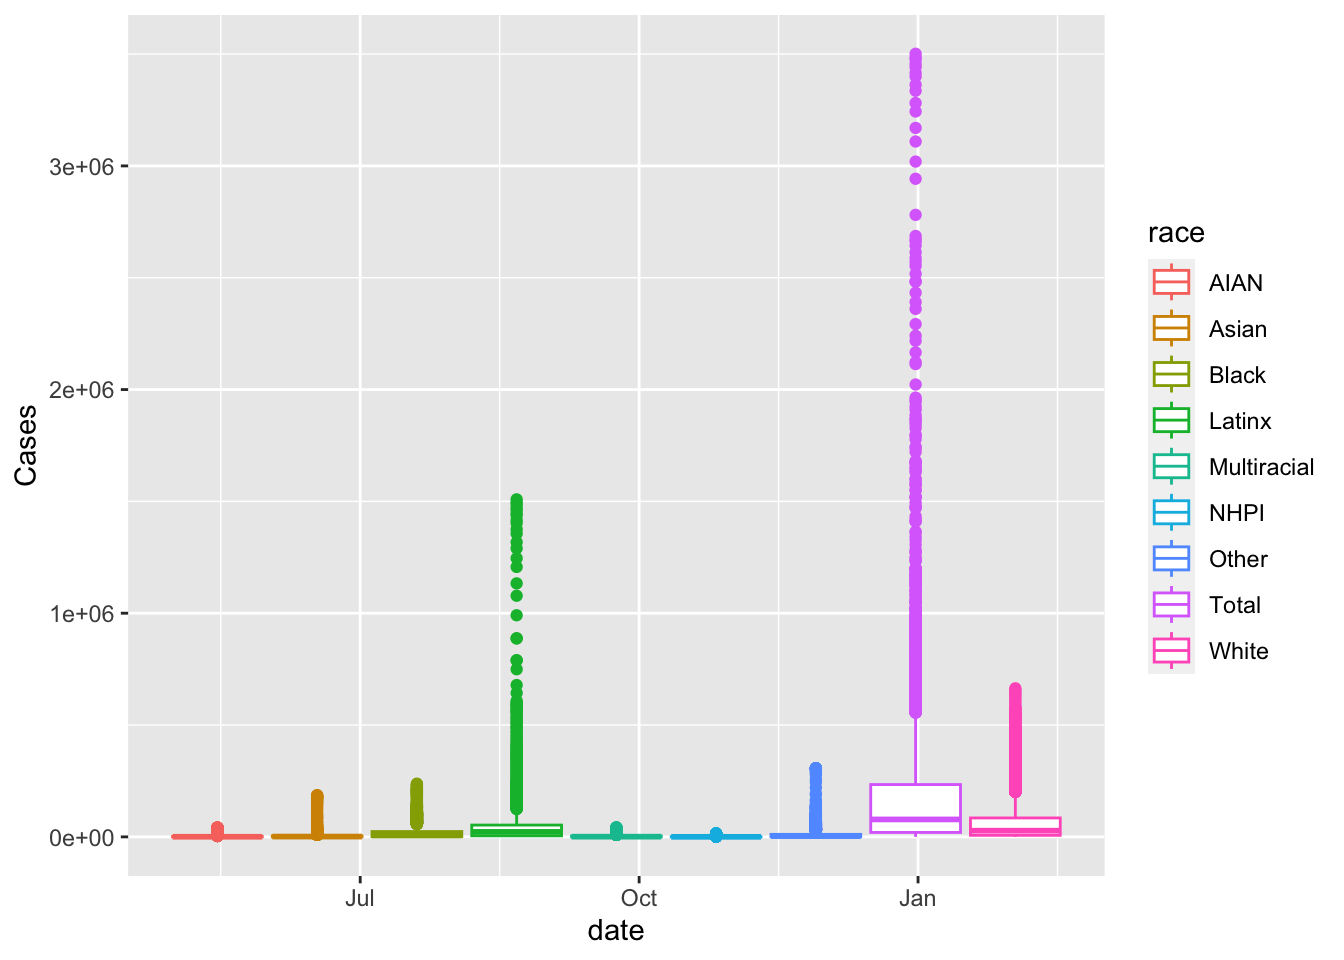 Cases
3e+06
2e+06
1e+06
0e+00
Jul
Oct
Jan
date
race
AIAN
Asian
Black
Latinx
Multiracial
NHPI
Other
Total
White